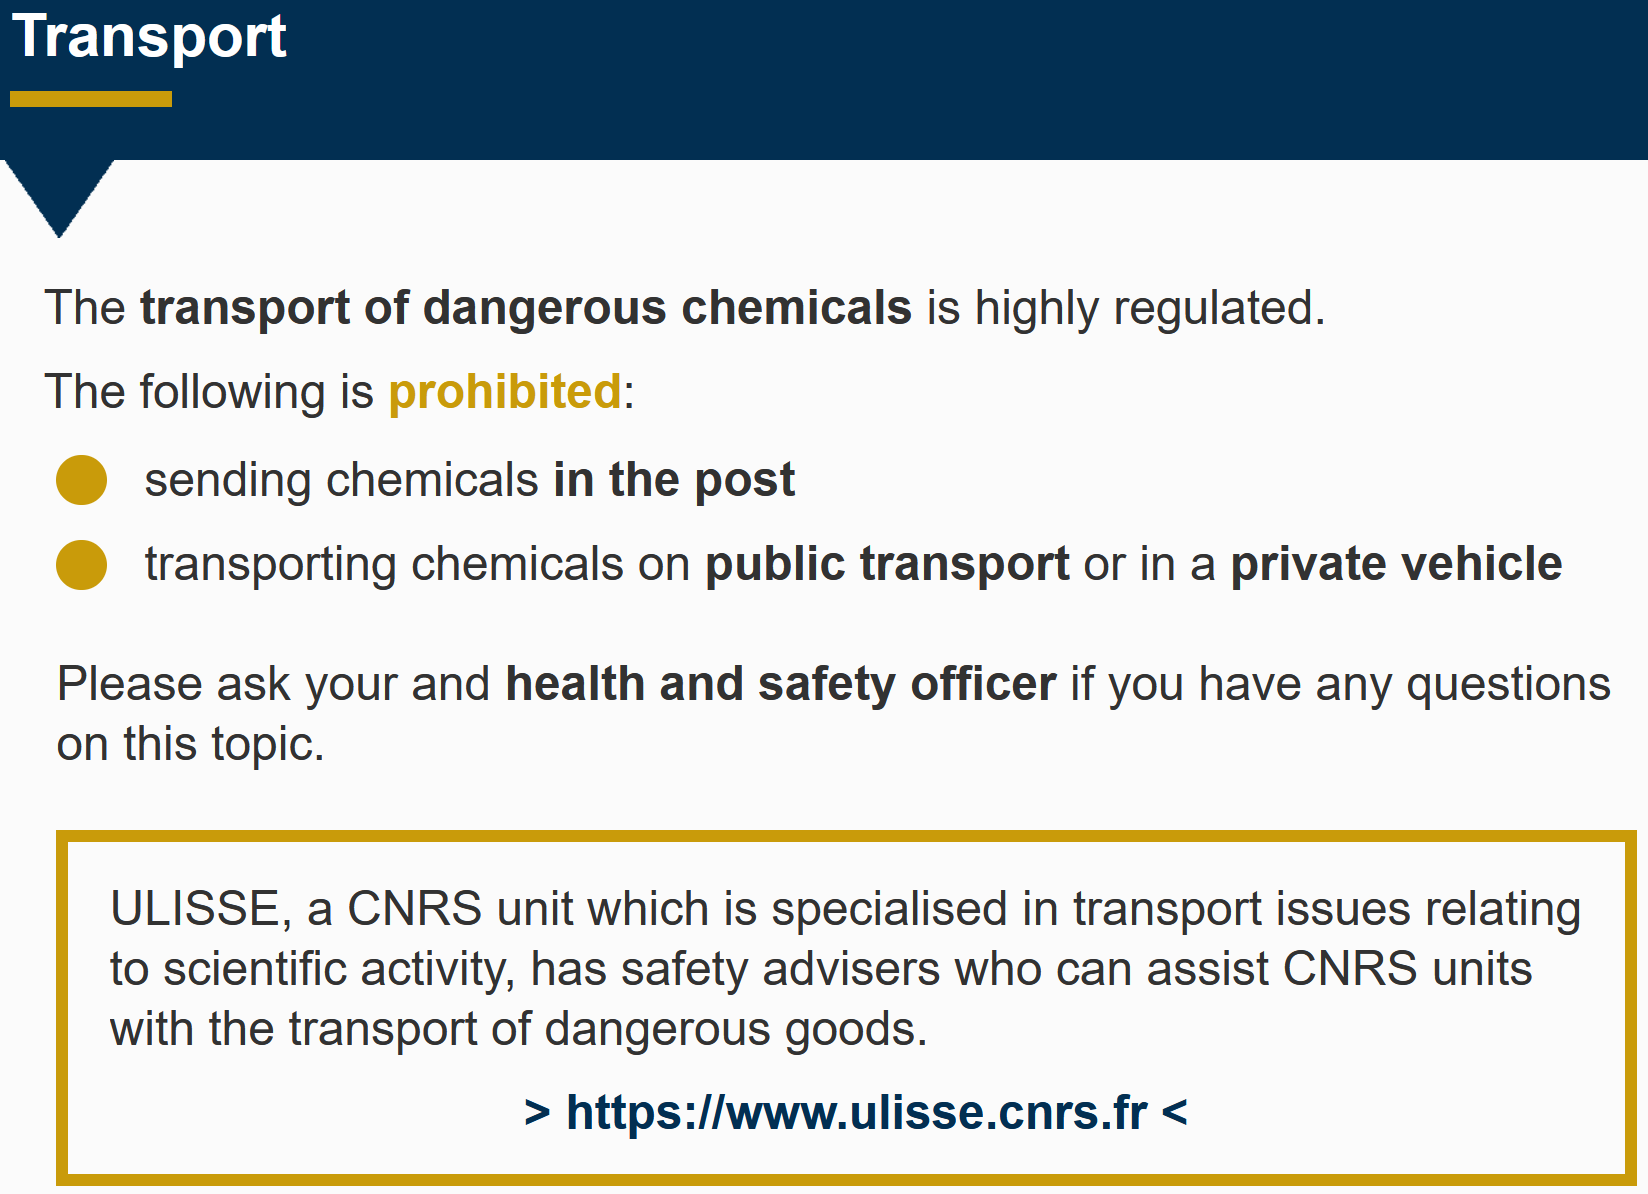 Transport
The transport of dangerous chemicals is highly regulated.
The following is prohibited:
sending chemicals in the post
transporting chemicals on public transport or in a private vehicle
Please ask your and health and safety officer if you have any questions
on this topic.
ULISSE, a CNRS unit which is specialised in transport issues relating
to scientific activity, has safety advisers who can assist CNRS units
with the transport of dangerous goods.
> https://www.ulisse.cnrs.fr <